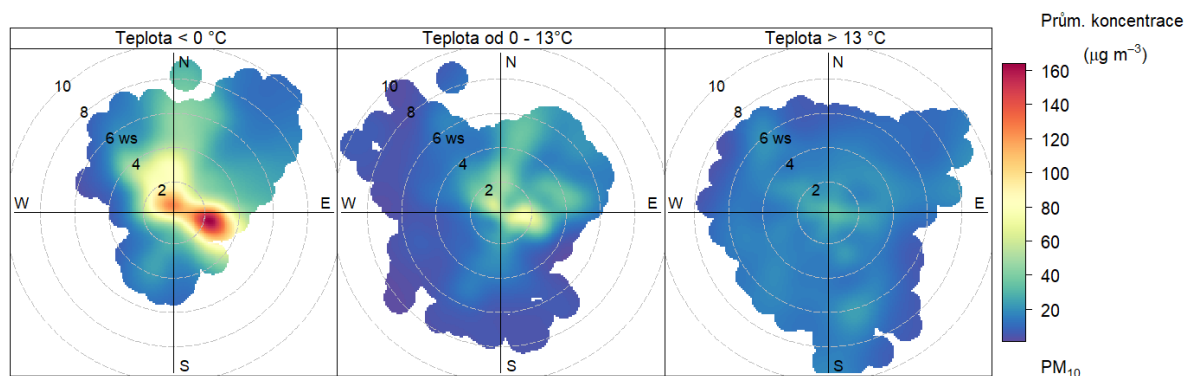 Teplota < 0 °C
N
10
8
6 ws
4
2
W
E
S
Teplota od 0 - 13°C
N
10
8
6 ws
4
2
W
E
S
Teplota > 13 °C
N
10
8
6 ws
4
2
W
E
S
Prům. koncentrace
(μg m⁻³)
160
140
120
100
80
60
40
20
PM₁₀